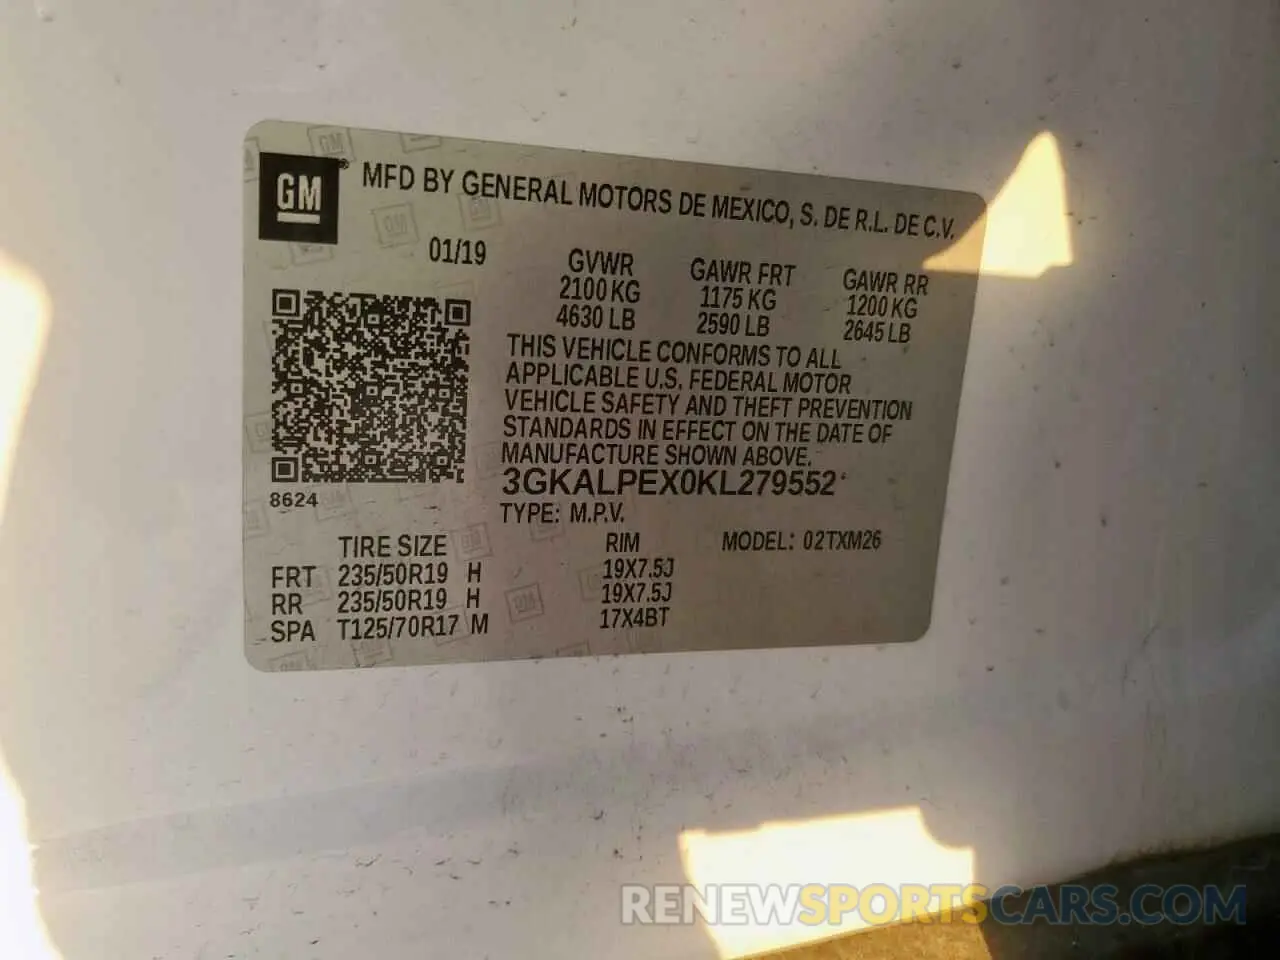 GM
MFD BY GENERAL MOTORS DE MEXICO, S. DE R.L. DE C.V.
01/19
GVWR GAWR FRT GAWR RR
2100 KG 1175 KG 1200 KG
4630 LB 2590 LB 2645 LB
THIS VEHICLE CONFORMS TO ALL
APPLICABLE U.S. FEDERAL MOTOR
VEHICLE SAFETY AND THEFT PREVENTION
STANDARDS IN EFFECT ON THE DATE OF
MANUFACTURE SHOWN ABOVE.
3GKALPEX0KL279552
8624
TYPE: M.P.V.
TIRE SIZE RIM MODEL: 02TXM26
FRT 235/50R19 H 19X7.5J
RR 235/50R19 H 19X7.5J
SPA T125/70R17 M 17X4BT
RENEWSPORTSCARS.COM